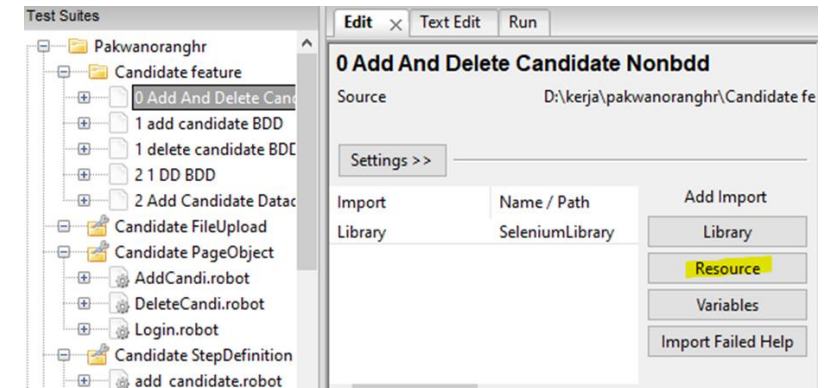 Test Suites
Pakwanoranghr
Candidate feature
0 Add And Delete Cand
1 add candidate BDD
1 delete candidate BDD
2 1 DD BDD
2 Add Candidate Datac
Candidate FileUpload
Candidate PageObject
AddCandi.robot
DeleteCandi.robot
Login.robot
Candidate StepDefinition
add_candidate.robot
Edit
Text Edit
Run
0 Add And Delete Candidate Nonbdd
Source D:\kerja\pakwanoranghr\Candidate fe
Settings >>
Import Name / Path Add Import
Library SeleniumLibrary Library
Resource
Variables
Import Failed Help